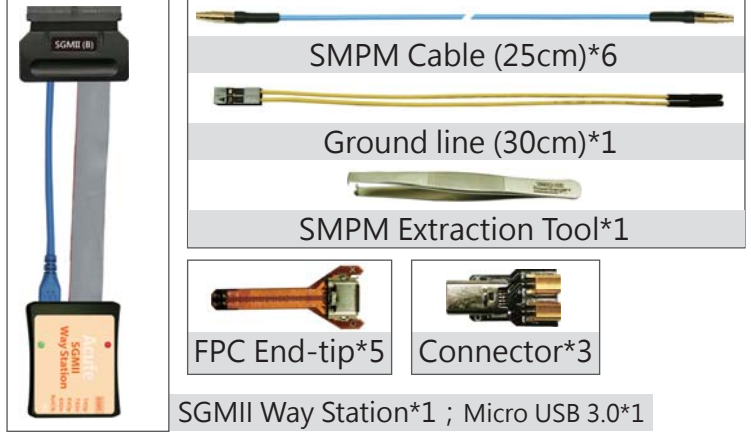 SGMII (B)
SMPM Cable (25cm)*6
Ground line (30cm)*1
SMPM Extraction Tool*1
FPC End-tip*5
Connector*3
Acute
SGMII
Way Station
SGMII Way Station*1 ; Micro USB 3.0*1